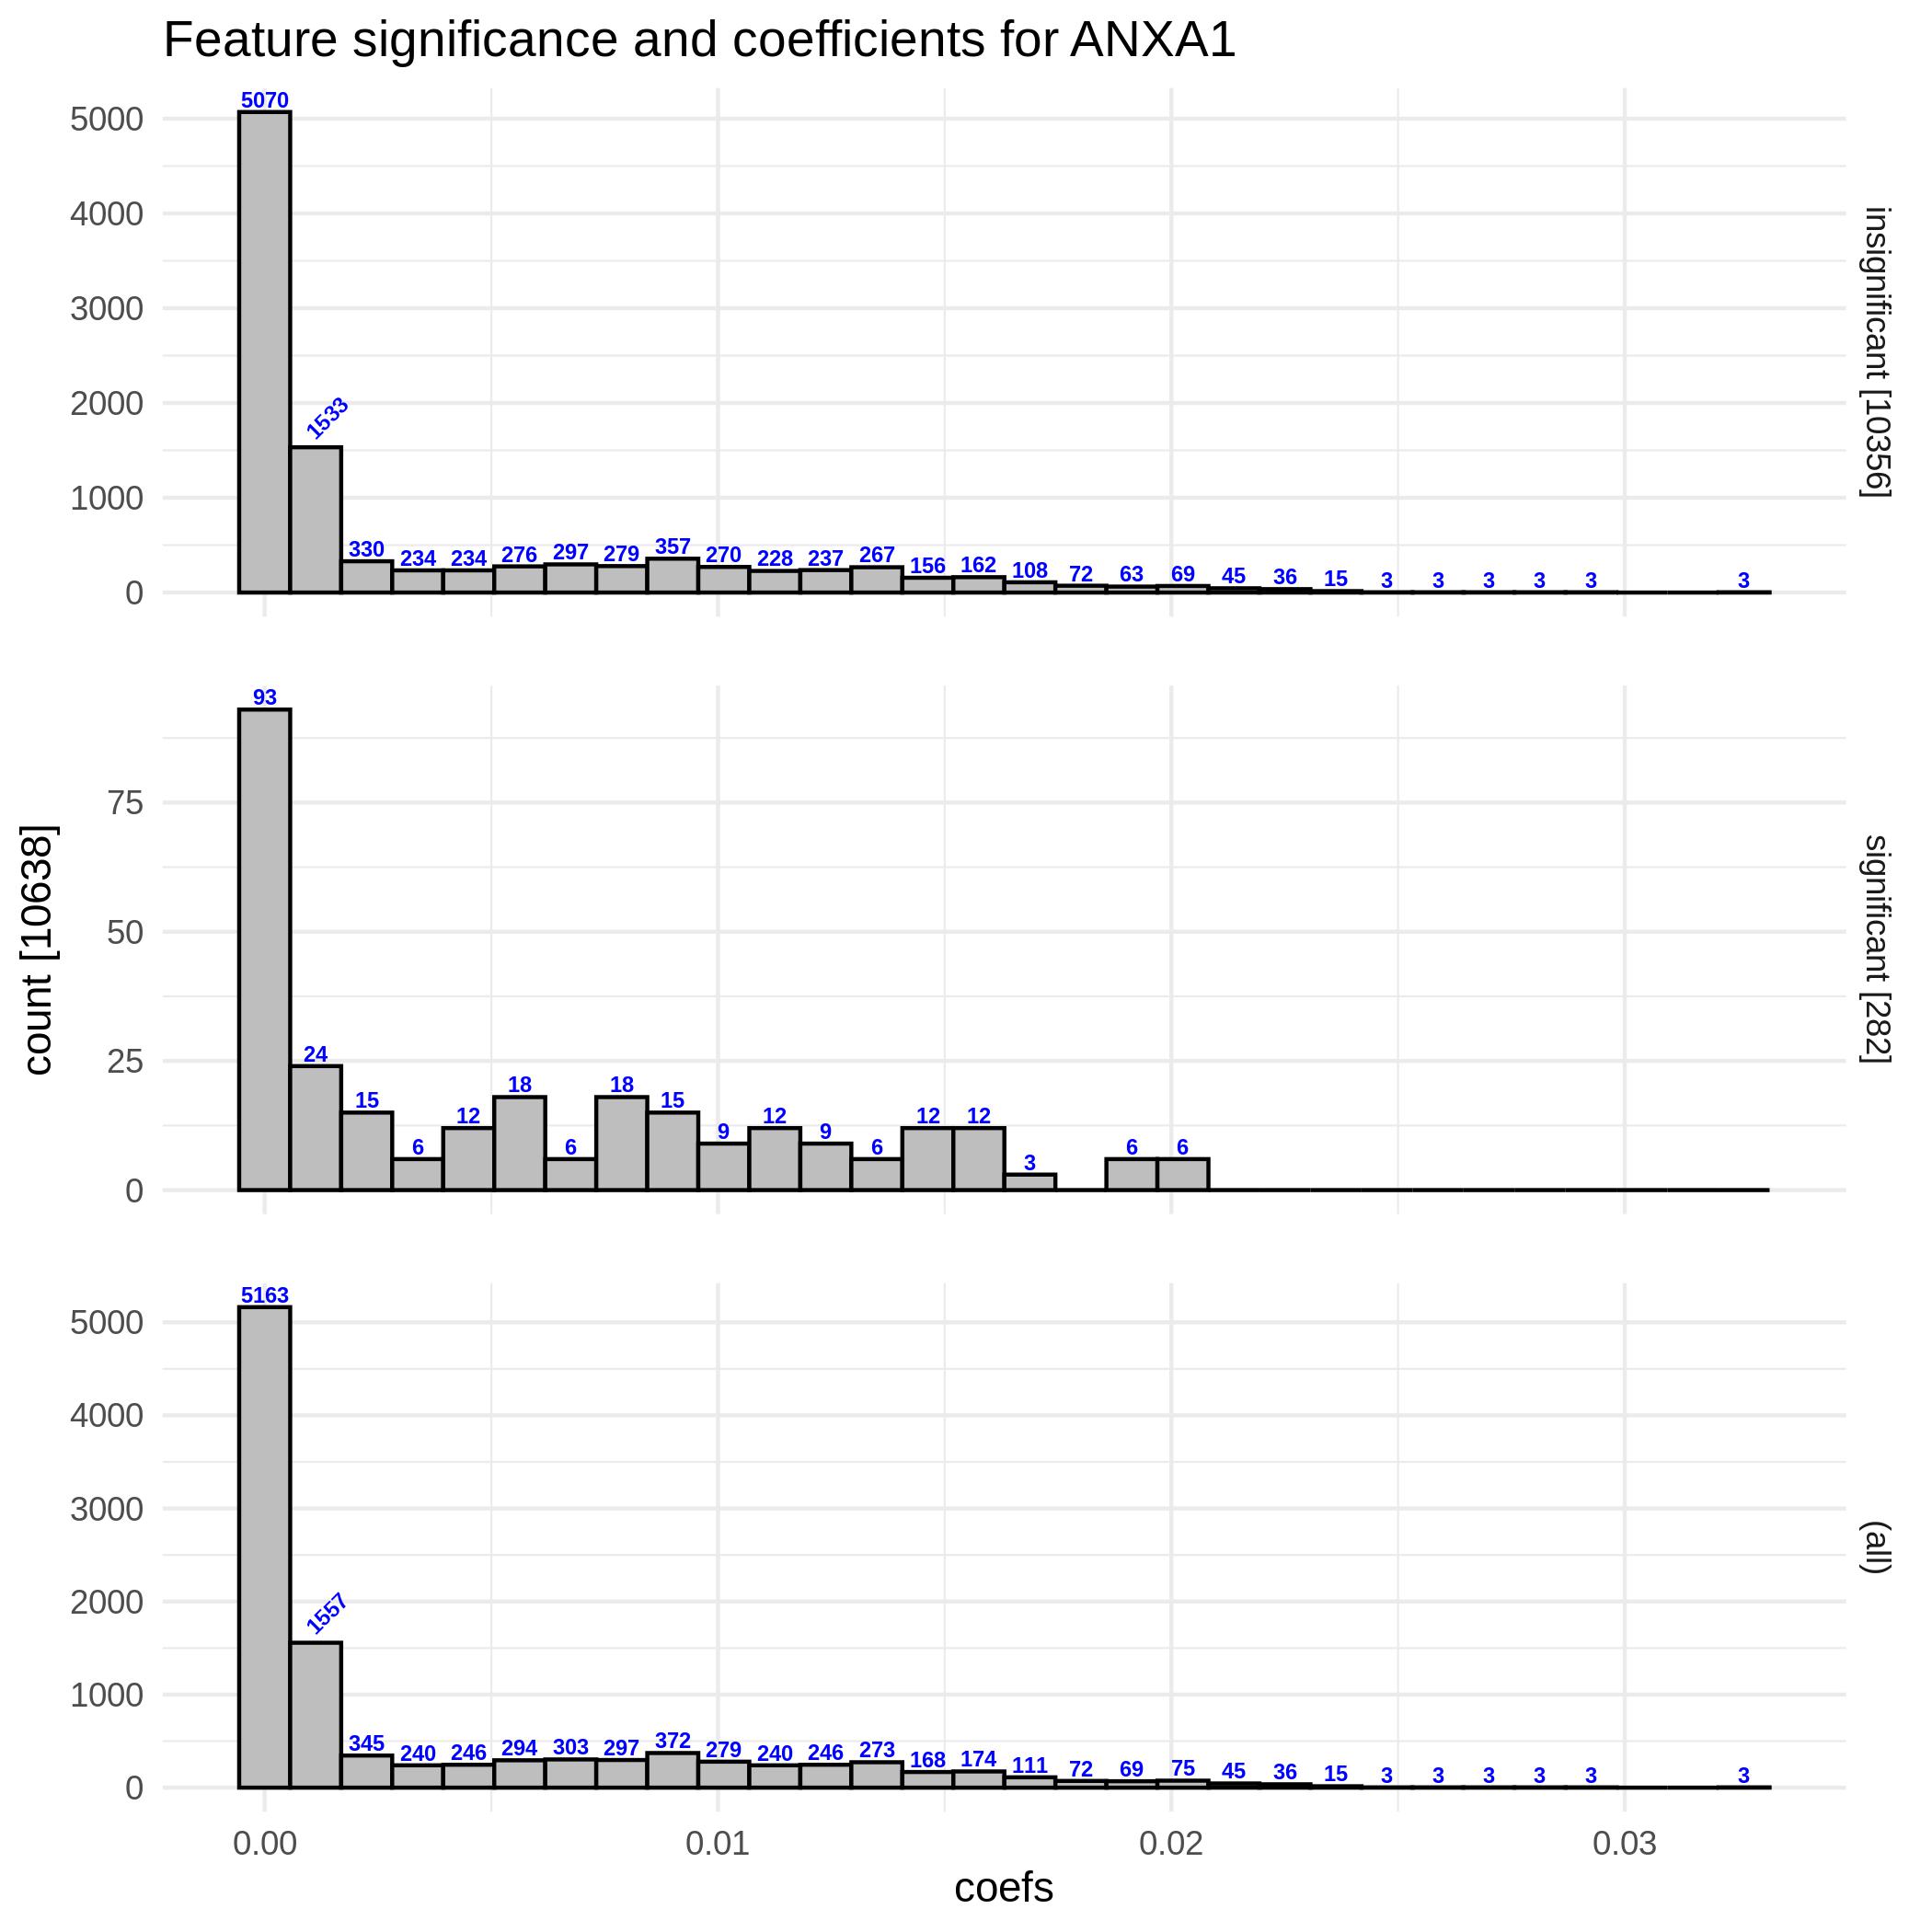 Feature significance and coefficients for ANXA1
5070
5000
4000
3000
2000
1000
0
1533
330 234 234 276 297 279 357 270 228 237 267 156 162 108 72 63 69 45 36 15 3 3 3 3 3 3
insignificant [10356]
count [10638]
93
75
50
25
0
24 15 6 12 18 6 18 15 9 12 9 6 12 12 3 6 6
significant [282]
5163
5000
4000
3000
2000
1000
0
1557
345 240 246 294 303 297 372 279 240 246 273 168 174 111 72 69 75 45 36 15 3 3 3 3 3 3
(all)
0.00 0.01 0.02 0.03
coefs